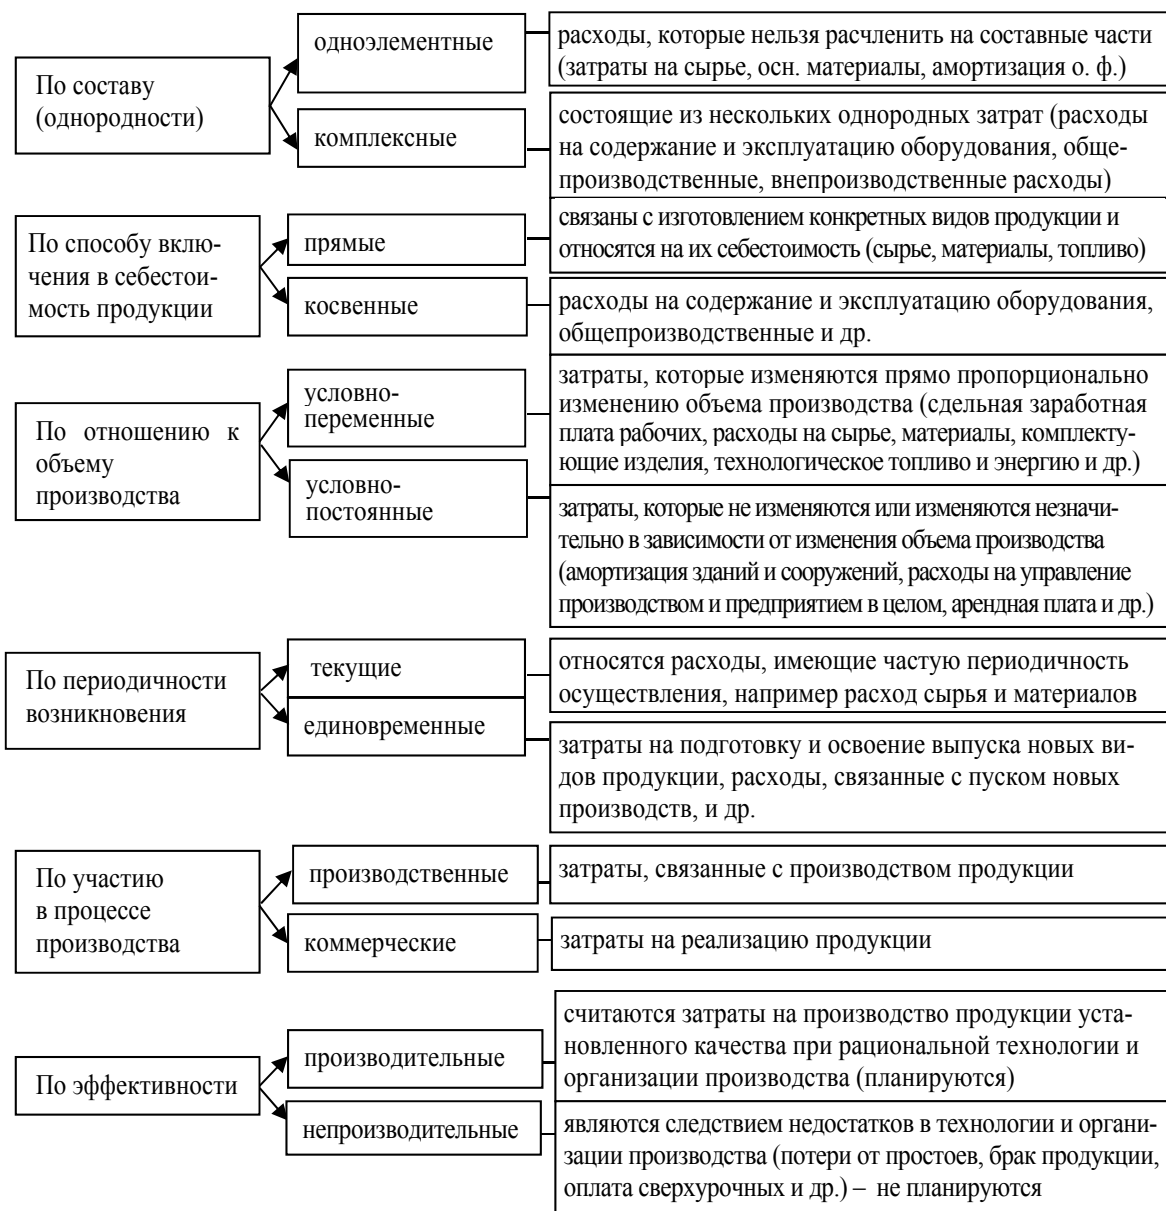 По составу
(однородности)
одноэлементные
расходы, которые нельзя расчленить на составные части
(затраты на сырье, осн. материалы, амортизация о. ф.)
комплексные
состоящие из нескольких однородных затрат (расходы
на содержание и эксплуатацию оборудования, обще-
производственные, внепроизводственные расходы)
По способу вклю-
чения в себестои-
мость продукции
прямые
связаны с изготовлением конкретных видов продукции и
относятся на их себестоимость (сырье, материалы, топливо)
косвенные
расходы на содержание и эксплуатацию оборудования,
общепроизводственные и др.
По отношению к
объему
производства
условно-
переменные
затраты, которые изменяются прямо пропорционально
изменению объема производства (сдельная заработная
плата рабочих, расходы на сырье, материалы, комплекту-
ющие изделия, технологическое топливо и энергию и др.)
условно-
постоянные
затраты, которые не изменяются или изменяются незначи-
тельно в зависимости от изменения объема производства
(амортизация зданий и сооружений, расходы на управление
производством и предприятием в целом, арендная плата и др.)
По периодичности
возникновения
текущие
относятся расходы, имеющие частую периодичность
осуществления, например расход сырья и материалов
единовременные
затраты на подготовку и освоение выпуска новых ви-
дов продукции, расходы, связанные с пуском новых
производств, и др.
По участию
в процессе
производства
производственные
затраты, связанные с производством продукции
коммерческие
затраты на реализацию продукции
По эффективности
производительные
считаются затраты на производство продукции уста-
новленного качества при рациональной технологии и
организации производства (планируются)
непроизводительные
являются следствием недостатков в технологии и органи-
зации производства (потери от простоев, брак продукции,
оплата сверхурочных и др.) – не планируются